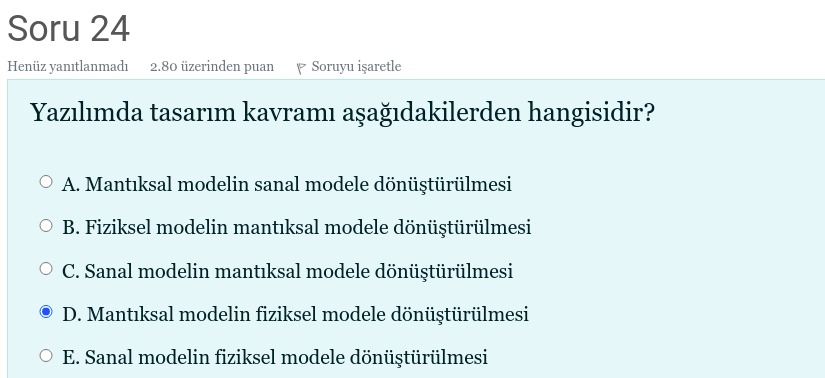 Soru 24
Henüz yanıtlanmadı 2.80 üzerinden puan Soruyu işaretle
Yazılımda tasarım kavramı aşağıdakilerden hangisidir?
A. Mantıksal modelin sanal modele dönüştürülmesi
B. Fiziksel modelin mantıksal modele dönüştürülmesi
C. Sanal modelin mantıksal modele dönüştürülmesi
D. Mantıksal modelin fiziksel modele dönüştürülmesi
E. Sanal modelin fiziksel modele dönüştürülmesi